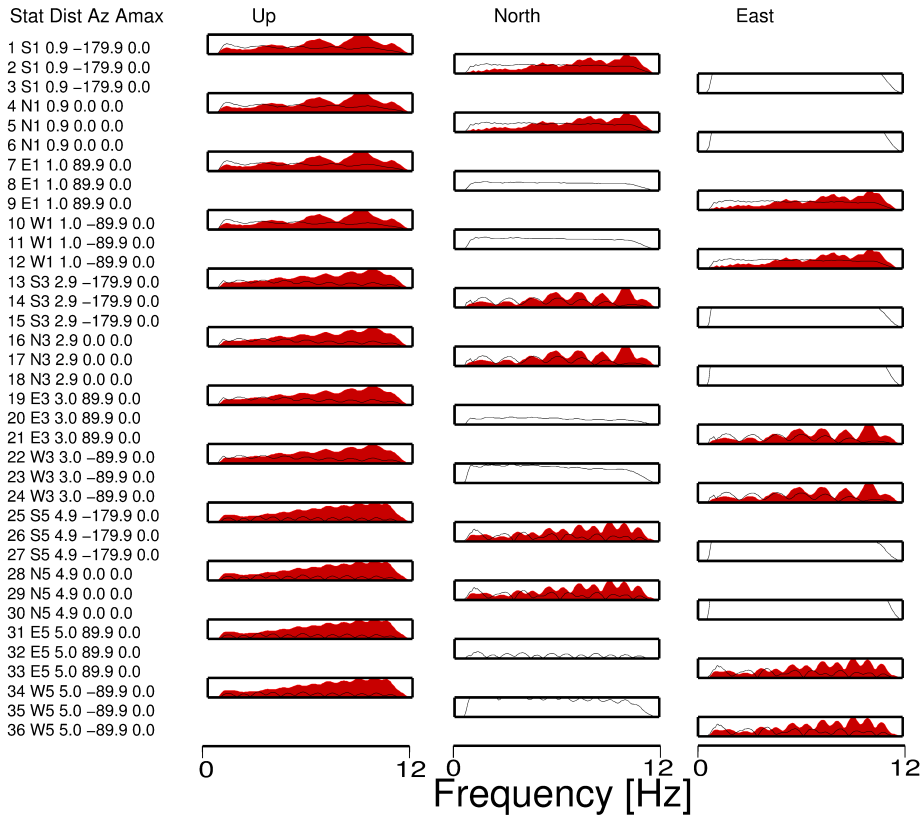 Stat Dist Az Amax Up North East
1 S1 0.9 −179.9 0.0
2 S1 0.9 −179.9 0.0
3 S1 0.9 −179.9 0.0
4 N1 0.9 0.0 0.0
5 N1 0.9 0.0 0.0
6 N1 0.9 0.0 0.0
7 E1 1.0 89.9 0.0
8 E1 1.0 89.9 0.0
9 E1 1.0 89.9 0.0
10 W1 1.0 −89.9 0.0
11 W1 1.0 −89.9 0.0
12 W1 1.0 −89.9 0.0
13 S3 2.9 −179.9 0.0
14 S3 2.9 −179.9 0.0
15 S3 2.9 −179.9 0.0
16 N3 2.9 0.0 0.0
17 N3 2.9 0.0 0.0
18 N3 2.9 0.0 0.0
19 E3 3.0 89.9 0.0
20 E3 3.0 89.9 0.0
21 E3 3.0 89.9 0.0
22 W3 3.0 −89.9 0.0
23 W3 3.0 −89.9 0.0
24 W3 3.0 −89.9 0.0
25 S5 4.9 −179.9 0.0
26 S5 4.9 −179.9 0.0
27 S5 4.9 −179.9 0.0
28 N5 4.9 0.0 0.0
29 N5 4.9 0.0 0.0
30 N5 4.9 0.0 0.0
31 E5 5.0 89.9 0.0
32 E5 5.0 89.9 0.0
33 E5 5.0 89.9 0.0
34 W5 5.0 −89.9 0.0
35 W5 5.0 −89.9 0.0
36 W5 5.0 −89.9 0.0
0 12 0 12 0 12
Frequency [Hz]